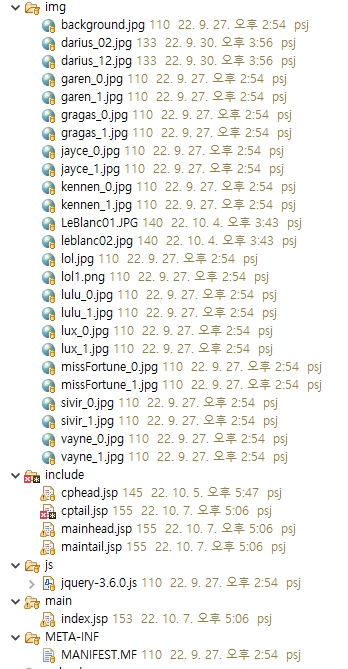 img
background.jpg 110 22. 9. 27. 오후 2:54 psj
darius_02.jpg 133 22. 9. 30. 오후 3:56 psj
darius_12.jpg 133 22. 9. 30. 오후 3:56 psj
garen_0.jpg 110 22. 9. 27. 오후 2:54 psj
garen_1.jpg 110 22. 9. 27. 오후 2:54 psj
gragas_0.jpg 110 22. 9. 27. 오후 2:54 psj
gragas_1.jpg 110 22. 9. 27. 오후 2:54 psj
jayce_0.jpg 110 22. 9. 27. 오후 2:54 psj
jayce_1.jpg 110 22. 9. 27. 오후 2:54 psj
kennen_0.jpg 110 22. 9. 27. 오후 2:54 psj
kennen_1.jpg 110 22. 9. 27. 오후 2:54 psj
LeBlanc01.JPG 140 22. 10. 4. 오후 3:43 psj
leblanc02.jpg 140 22. 10. 4. 오후 3:43 psj
lol.jpg 110 22. 9. 27. 오후 2:54 psj
lol1.png 110 22. 9. 27. 오후 2:54 psj
lulu_0.jpg 110 22. 9. 27. 오후 2:54 psj
lulu_1.jpg 110 22. 9. 27. 오후 2:54 psj
lux_0.jpg 110 22. 9. 27. 오후 2:54 psj
lux_1.jpg 110 22. 9. 27. 오후 2:54 psj
missFortune_0.jpg 110 22. 9. 27. 오후 2:54 psj
missFortune_1.jpg 110 22. 9. 27. 오후 2:54 psj
sivir_0.jpg 110 22. 9. 27. 오후 2:54 psj
sivir_1.jpg 110 22. 9. 27. 오후 2:54 psj
vayne_0.jpg 110 22. 9. 27. 오후 2:54 psj
vayne_1.jpg 110 22. 9. 27. 오후 2:54 psj
include
cphead.jsp 145 22. 10. 5. 오후 5:47 psj
cptail.jsp 155 22. 10. 7. 오후 5:06 psj
mainhead.jsp 155 22. 10. 7. 오후 5:06 psj
maintail.jsp 155 22. 10. 7. 오후 5:06 psj
js
jquery-3.6.0.js 110 22. 9. 27. 오후 2:54 psj
main
index.jsp 153 22. 10. 7. 오후 5:06 psj
META-INF
MANIFEST.MF 110 22. 9. 27. 오후 2:54 psj